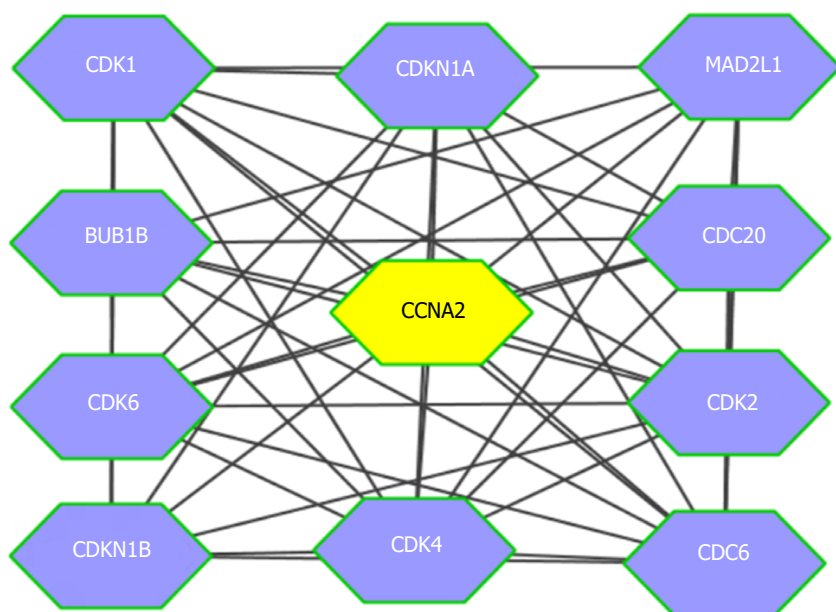 CDK1
CDKN1A
MAD2L1
BUB1B
CDC20
CCNA2
CDK6
CDK2
CDKN1B
CDK4
CDC6